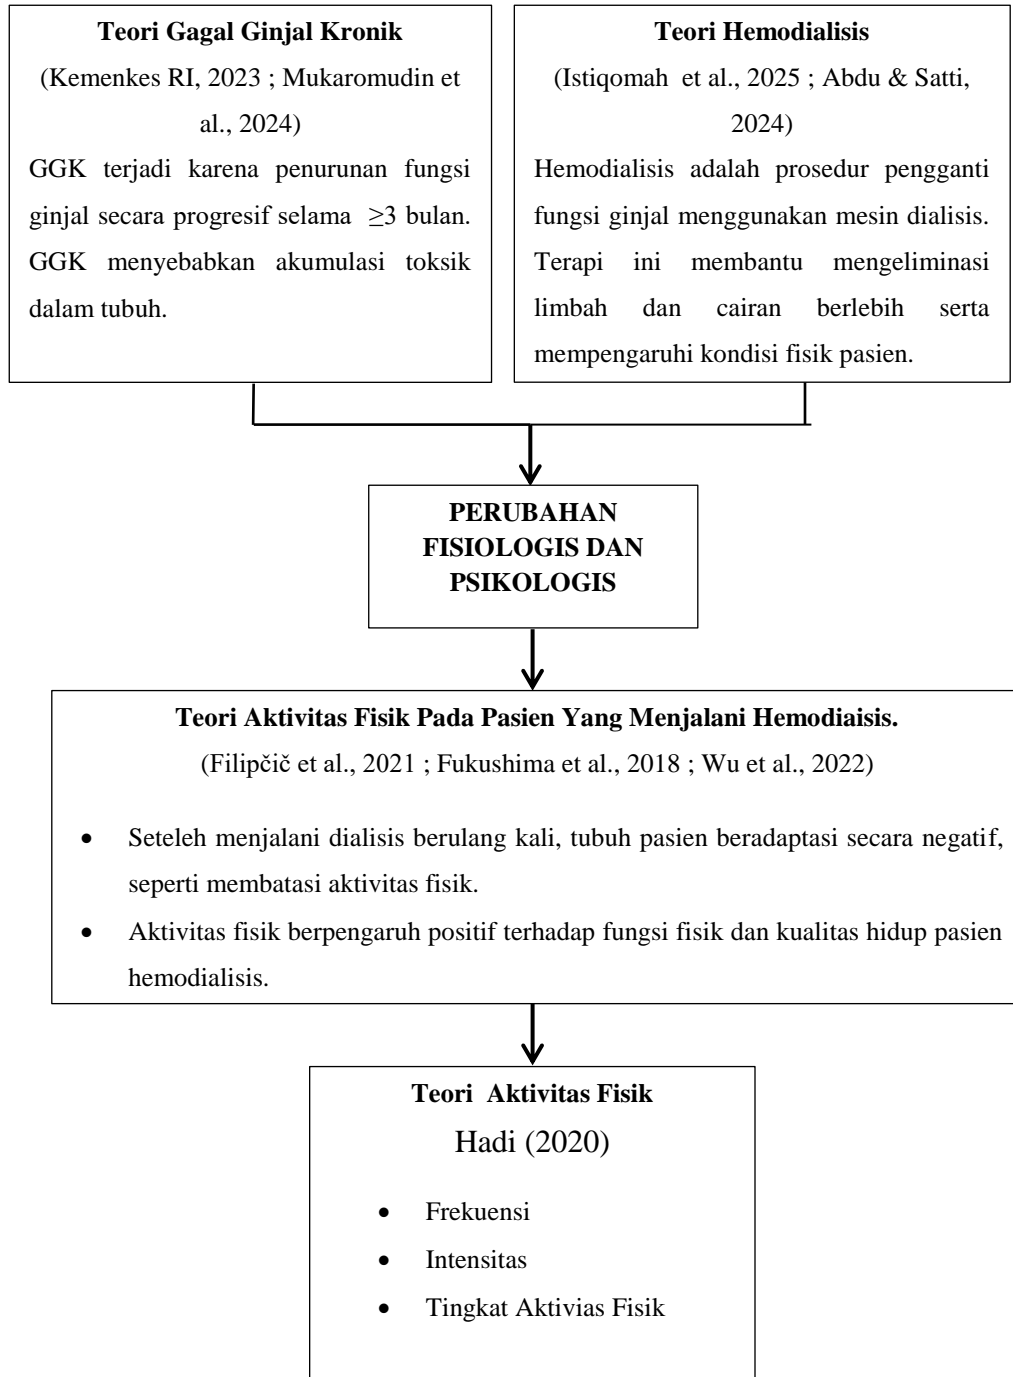 Teori Gagal Ginjal Kronik
(Kemenkes RI, 2023 ; Mukaromudin et
al., 2024)
GGK terjadi karena penurunan fungsi
ginjal secara progresif selama ≥3 bulan.
GGK menyebabkan akumulasi toksik
dalam tubuh.
Teori Hemodialisis
(Istiqomah et al., 2025 ; Abdu & Satti,
2024)
Hemodialisis adalah prosedur pengganti
fungsi ginjal menggunakan mesin dialisis.
Terapi ini membantu mengeliminasi
limbah dan cairan berlebih serta
mempengaruhi kondisi fisik pasien.
PERUBAHAN
FISIOLOGIS DAN
PSIKOLOGIS
Teori Aktivitas Fisik Pada Pasien Yang Menjalani Hemodiaisis.
(Filipčič et al., 2021 ; Fukushima et al., 2018 ; Wu et al., 2022)
• Seteleh menjalani dialisis berulang kali, tubuh pasien beradaptasi secara negatif,
seperti membatasi aktivitas fisik.
• Aktivitas fisik berpengaruh positif terhadap fungsi fisik dan kualitas hidup pasien
hemodialisis.
Teori Aktivitas Fisik
Hadi (2020)
• Frekuensi
• Intensitas
• Tingkat Aktivias Fisik